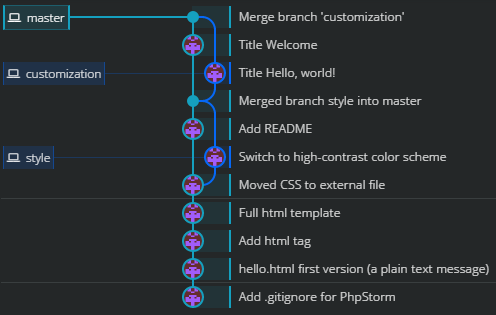 master Merge branch 'customization'
Title Welcome
customization Title Hello, world!
Merged branch style into master
Add README
style Switch to high-contrast color scheme
Moved CSS to external file
Full html template
Add html tag
hello.html first version (a plain text message)
Add .gitignore for PhpStorm